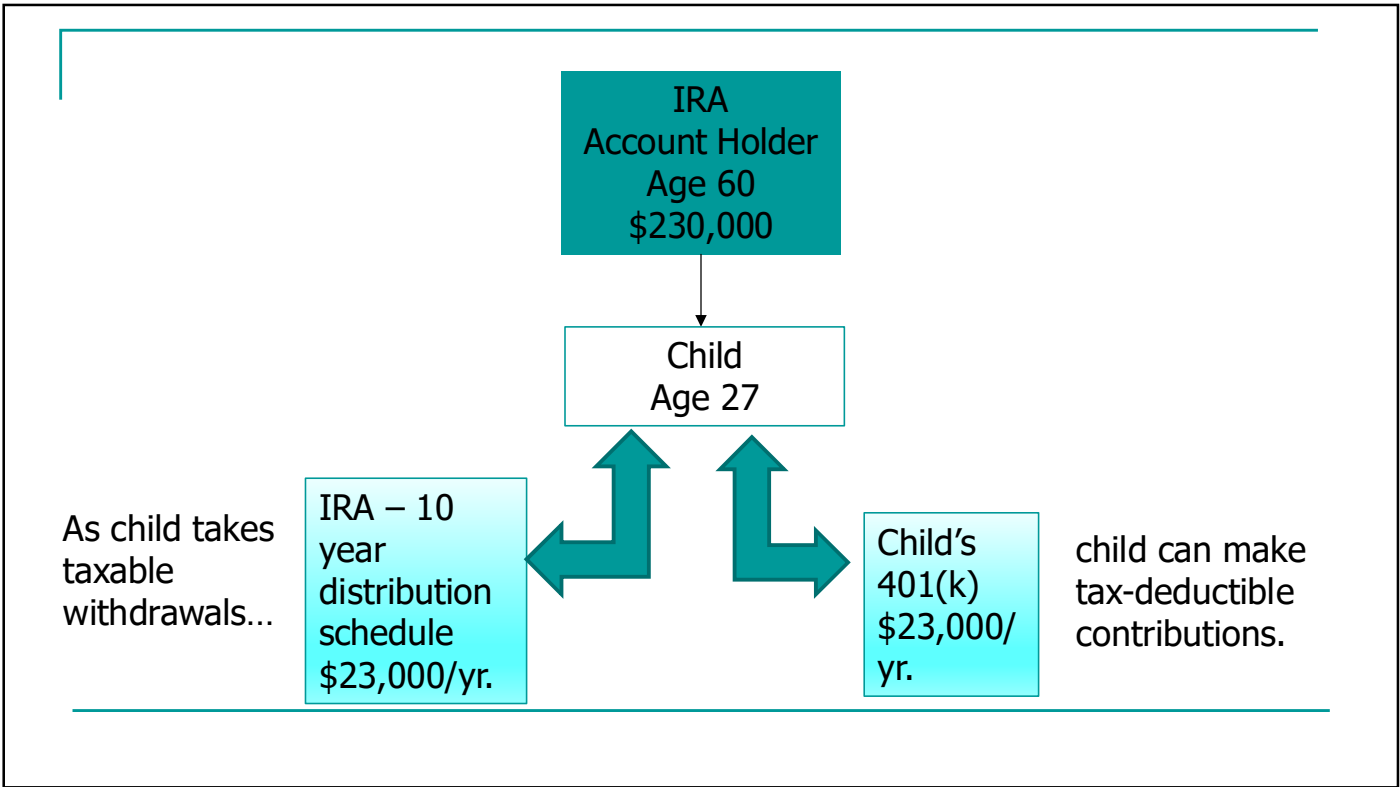 IRA
Account Holder
Age 60
$230,000
Child
Age 27
As child takes
taxable
withdrawals…
IRA – 10
year
distribution
schedule
$23,000/yr.
Child’s
401(k)
$23,000/
yr.
child can make
tax-deductible
contributions.